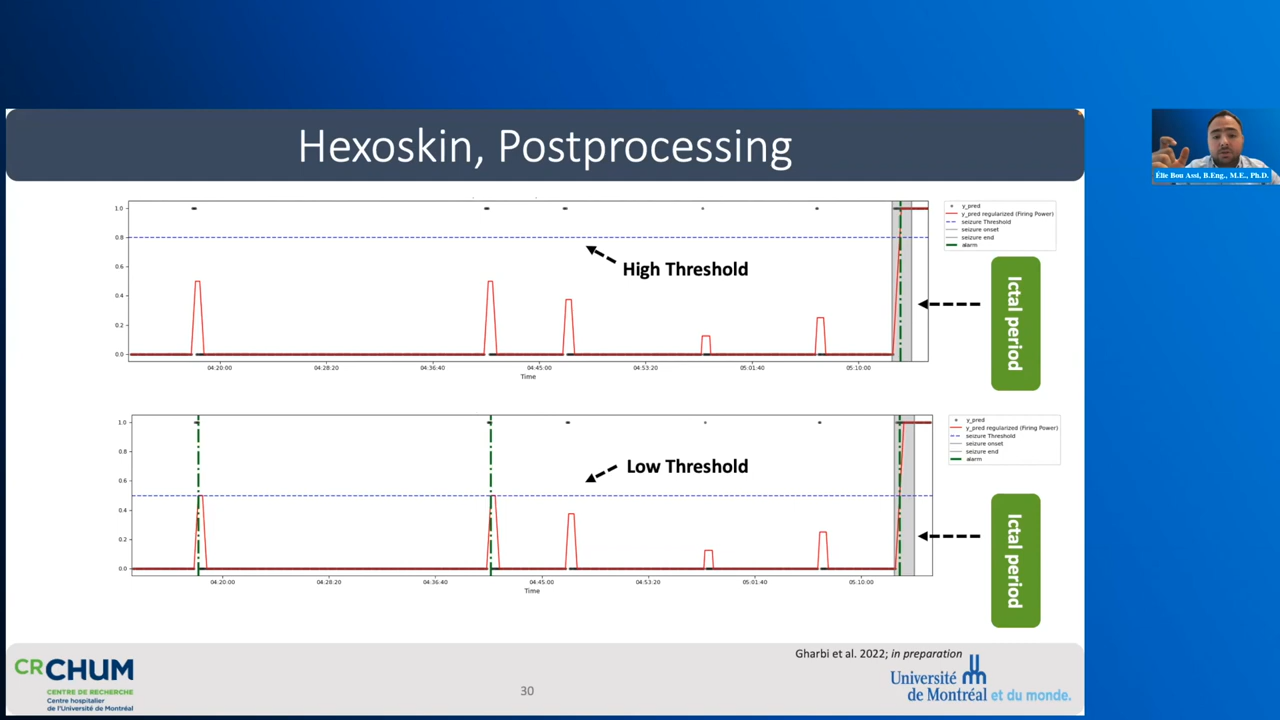 Hexoskin, Postprocessing
Élie Bou Assi, B.Eng., M.E., Ph.D.
1.0
0.8
0.6
0.4
0.2
0.0
04:20:00 04:28:20 04:36:40 04:45:00 04:53:20 05:01:40 05:10:00
Time
High Threshold
y_pred
y_pred regularized (Firing Power)
seizure Threshold
seizure onset
seizure end
alarm
Ictal period
1.0
0.8
0.6
0.4
0.2
0.0
04:20:00 04:28:20 04:36:40 04:45:00 04:53:20 05:01:40 05:10:00
Time
Low Threshold
y_pred
y_pred regularized (Firing Power)
seizure Threshold
seizure onset
seizure end
alarm
Ictal period
Gharbi et al. 2022; in preparation
CRCHUM
CENTRE DE RECHERCHE
Centre hospitalier
de l'Université de Montréal
30
Université
de Montréal et du monde.